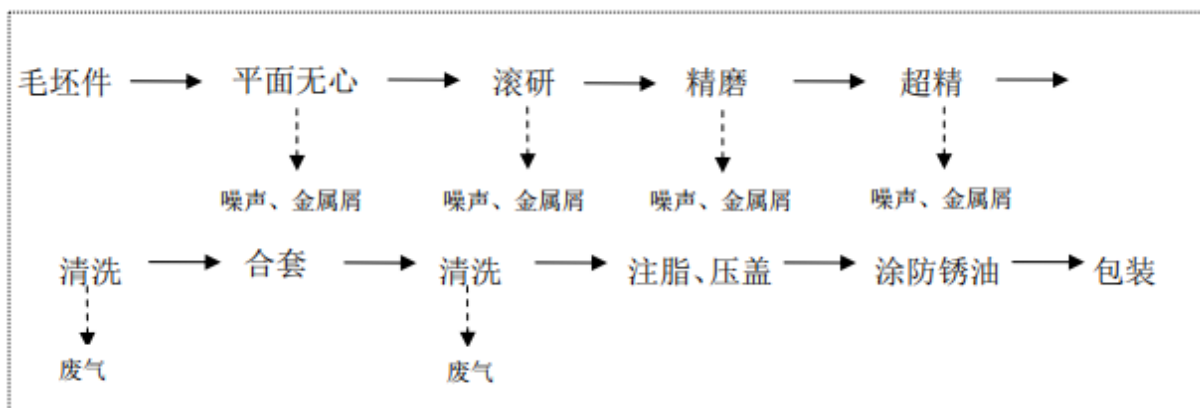 毛坯件 平面无心 滚研 精磨 超精
噪声、金属屑 噪声、金属屑 噪声、金属屑 噪声、金属屑
清洗 合套 清洗 注脂、压盖 涂防锈油 包装
废气 废气